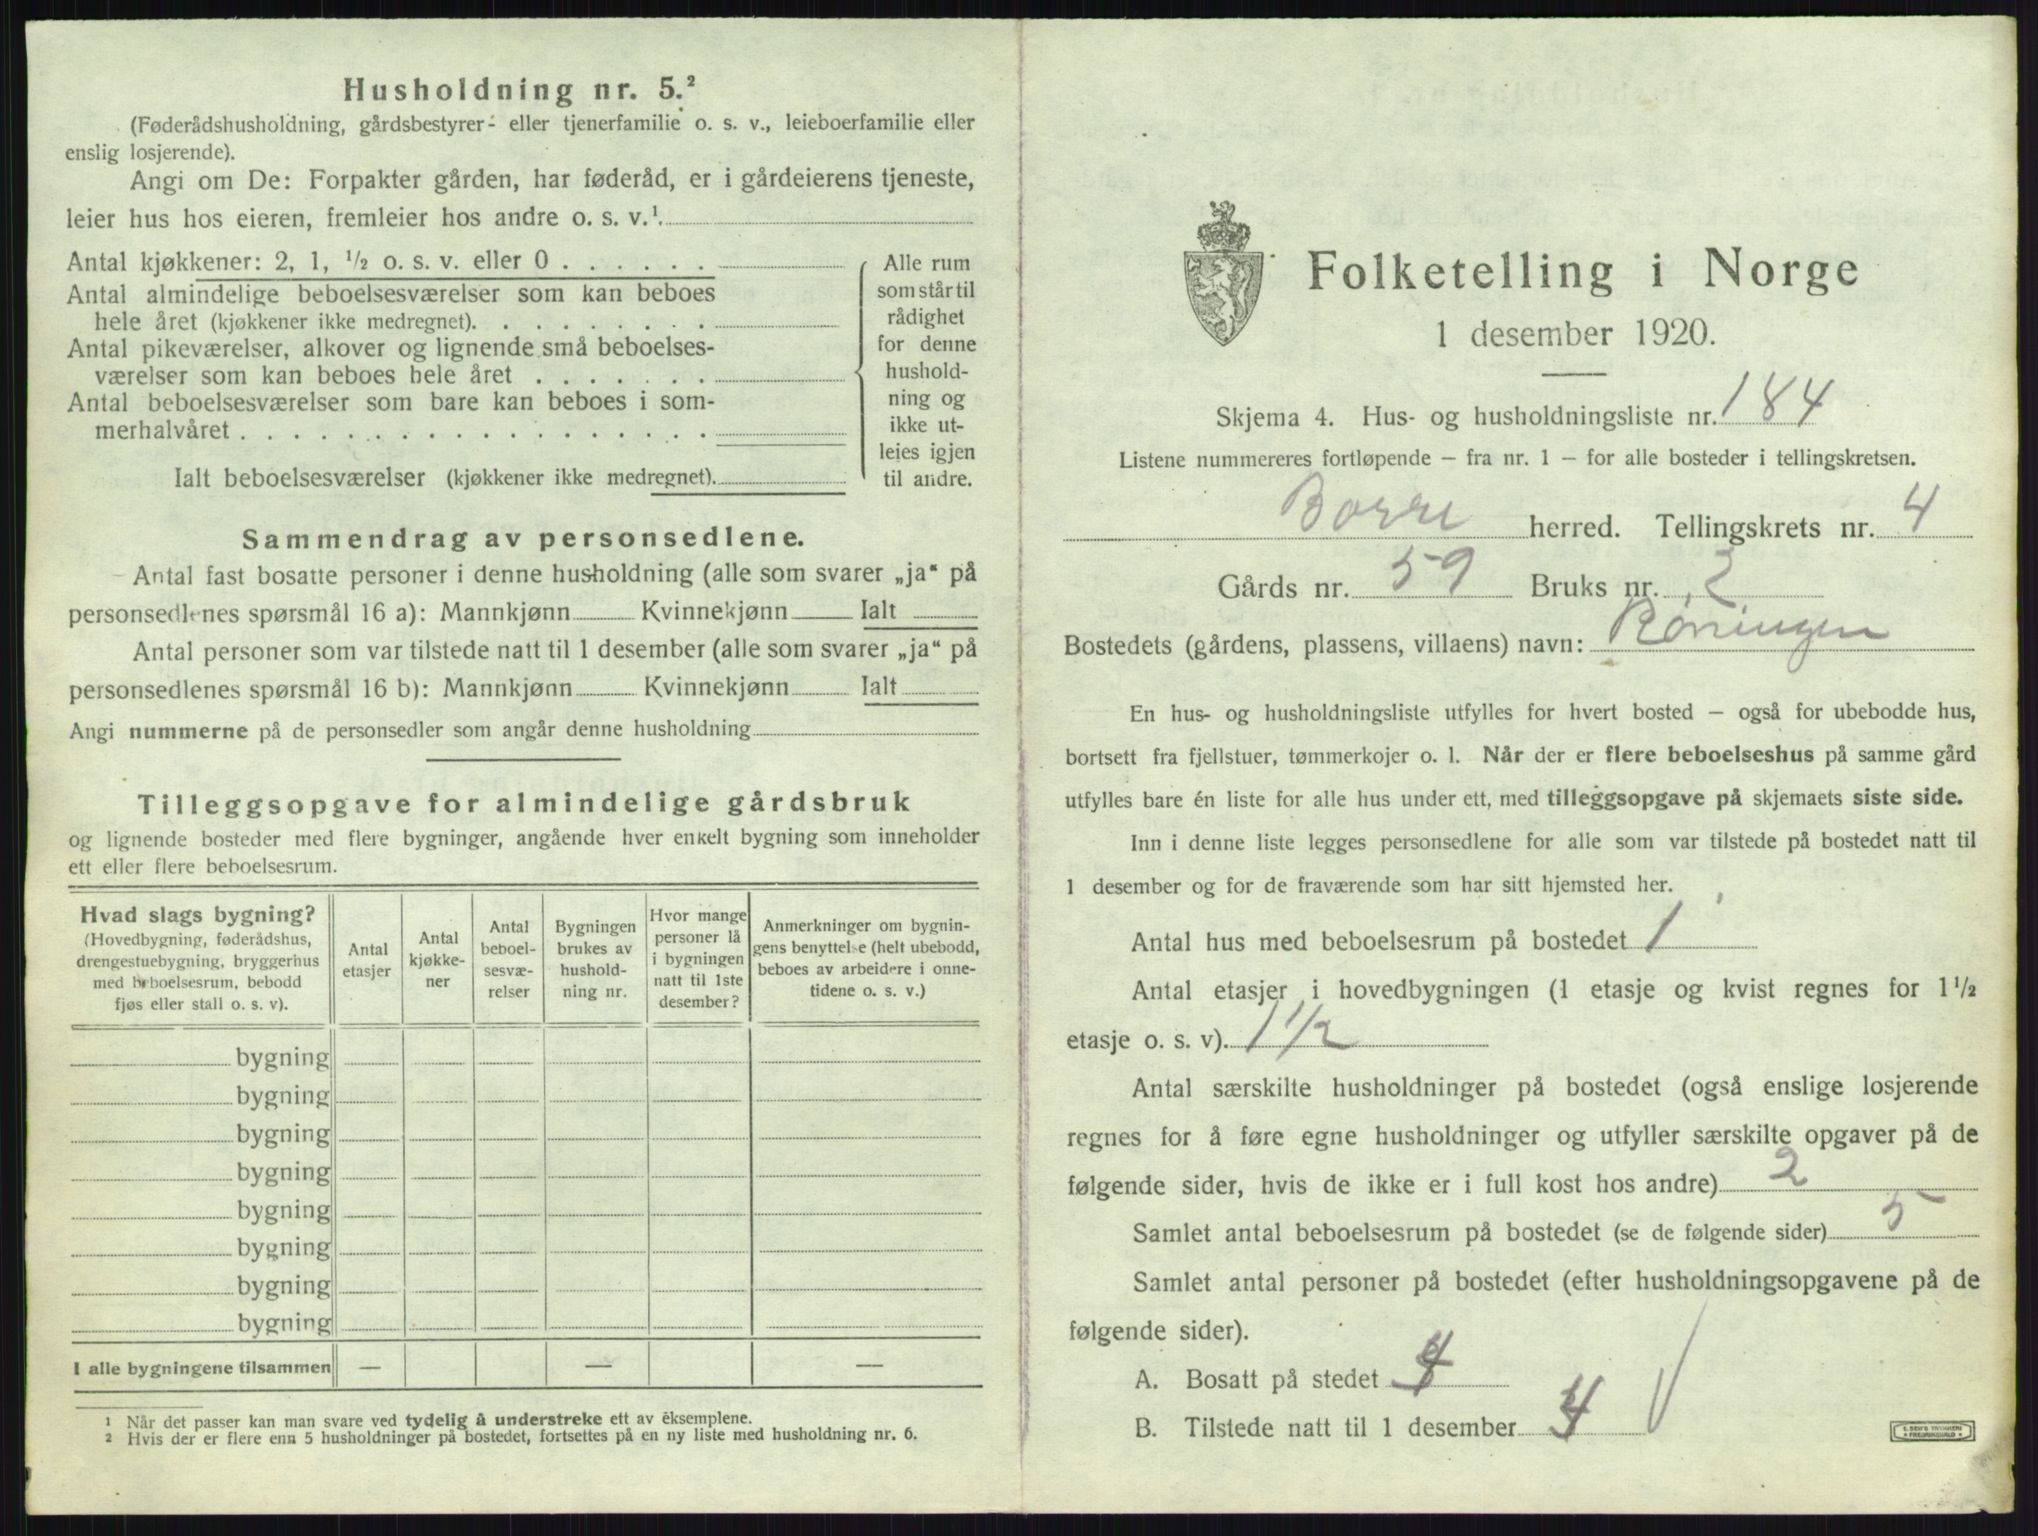 Husholdning nr. 5.²
(Føderådshusholdning, gårdsbestyrer- eller tjenerfamilie o. s. v., leieboerfamilie eller
enslig losjerende).
Angi om De: Forpakter gården, har føderåd, er i gårdeierens tjeneste,
leier hus hos eieren, fremleier hos andre o. s. v.¹
Antal kjøkkener: 2, 1, ½ o. s. v. eller 0
Antal almindelige beboelsesværelser som kan beboes
hele året (kjøkkener ikke medregnet).
Antal pikeværelser, alkover og lignende små beboelses-
værelser som kan beboes hele året
Antal beboelsesværelser som bare kan beboes i som-
merhalvåret
Ialt beboelsesværelser (kjøkkener ikke medregnet).
Alle rum
som står til
rådighet
for denne
hushold-
ning og
ikke ut-
leies igjen
til andre.
Sammendrag av personsedlene.
Antal fast bosatte personer i denne husholdning (alle som svarer „ja“ på
personsedlenes spørsmål 16 a): Mannkjønn Kvinnekjønn Ialt
Antal personer som var tilstede natt til 1 desember (alle som svarer „ja“ på
personsedlenes spørsmål 16 b): Mannkjønn Kvinnekjønn Ialt
Angi nummerne på de personsedler som angår denne husholdning
Tilleggsopgave for almindelige gårdsbruk
og lignende bosteder med flere bygninger, angående hver enkelt bygning som inneholder
ett eller flere beboelsesrum.
Hvad slags bygning?
(Hovedbygning, føderådshus,
drengestuebygning, bryggerhus
med beboelsesrum, bebodd
fjøs eller stall o. s. v).
Antal
etasjer
Antal
kjøkke-
ner
Antal
beboel-
sesvæ-
relser
Bygningen
brukes av
hushold-
ning nr.
Hvor mange
personer lå
i bygningen
natt til 1ste
desember?
Anmerkninger om bygnin-
gens benyttelse (helt ubebodd,
beboes av arbeidere i onne-
tidene o. s. v.)
bygning
bygning
bygning
bygning
bygning
bygning
bygning
bygning
I alle bygningene tilsammen — — —
¹ Når det passer kan man svare ved tydelig å understreke ett av eksemplene.
² Hvis der er flere enn 5 husholdninger på bostedet, fortsettes på en ny liste med husholdning nr. 6.
Folketelling i Norge
1 desember 1920.
Skjema 4. Hus- og husholdningsliste nr. 184
Listene nummereres fortløpende – fra nr. 1 – for alle bosteder i tellingskretsen.
Borre herred. Tellingskrets nr. 4
Gårds nr. 59 Bruks nr. 2
Bostedets (gårdens, plassens, villaens) navn: Røningen
En hus- og husholdningsliste utfylles for hvert bosted – også for ubebodde hus,
bortsett fra fjellstuer, tømmerkojer o. l. Når der er flere beboelseshus på samme gård
utfylles bare én liste for alle hus under ett, med tilleggsopgave på skjemaets siste side.
Inn i denne liste legges personsedlene for alle som var tilstede på bostedet natt til
1 desember og for de fraværende som har sitt hjemsted her.
Antal hus med beboelsesrum på bostedet 1
Antal etasjer i hovedbygningen (1 etasje og kvist regnes for 1½
etasje o. s. v). 1½
Antal særskilte husholdninger på bostedet (også enslige losjerende
regnes for å føre egne husholdninger og utfyller særskilte opgaver på de
følgende sider, hvis de ikke er i full kost hos andre) 2
Samlet antal beboelsesrum på bostedet (se de følgende sider) 5
Samlet antal personer på bostedet (efter husholdningsopgavene på de
følgende sider).
A. Bosatt på stedet
B. Tilstede natt til 1 desember 4